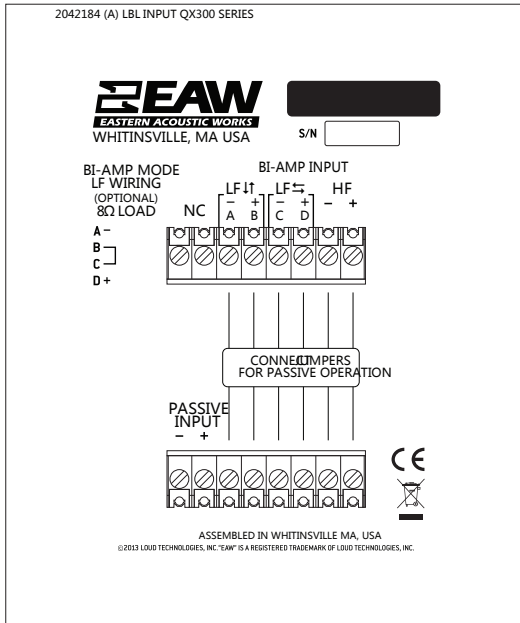 2042184 (A) LBL INPUT QX300 SERIES
EAW
EASTERN ACOUSTIC WORKS
WHITINSVILLE, MA USA
S/N
BI-AMP MODE
LF WIRING
(OPTIONAL)
8Ω LOAD
A -
B
C
D +
BI-AMP INPUT
NC
LF↓↑ LF⇆ HF
- + - + - +
A B C D
CONNECT JUMPERS
FOR PASSIVE OPERATION
PASSIVE
INPUT
- +
CE
ASSEMBLED IN WHITINSVILLE MA, USA
©2013 LOUD TECHNOLOGIES, INC. "EAW" IS A REGISTERED TRADEMARK OF LOUD TECHNOLOGIES, INC.